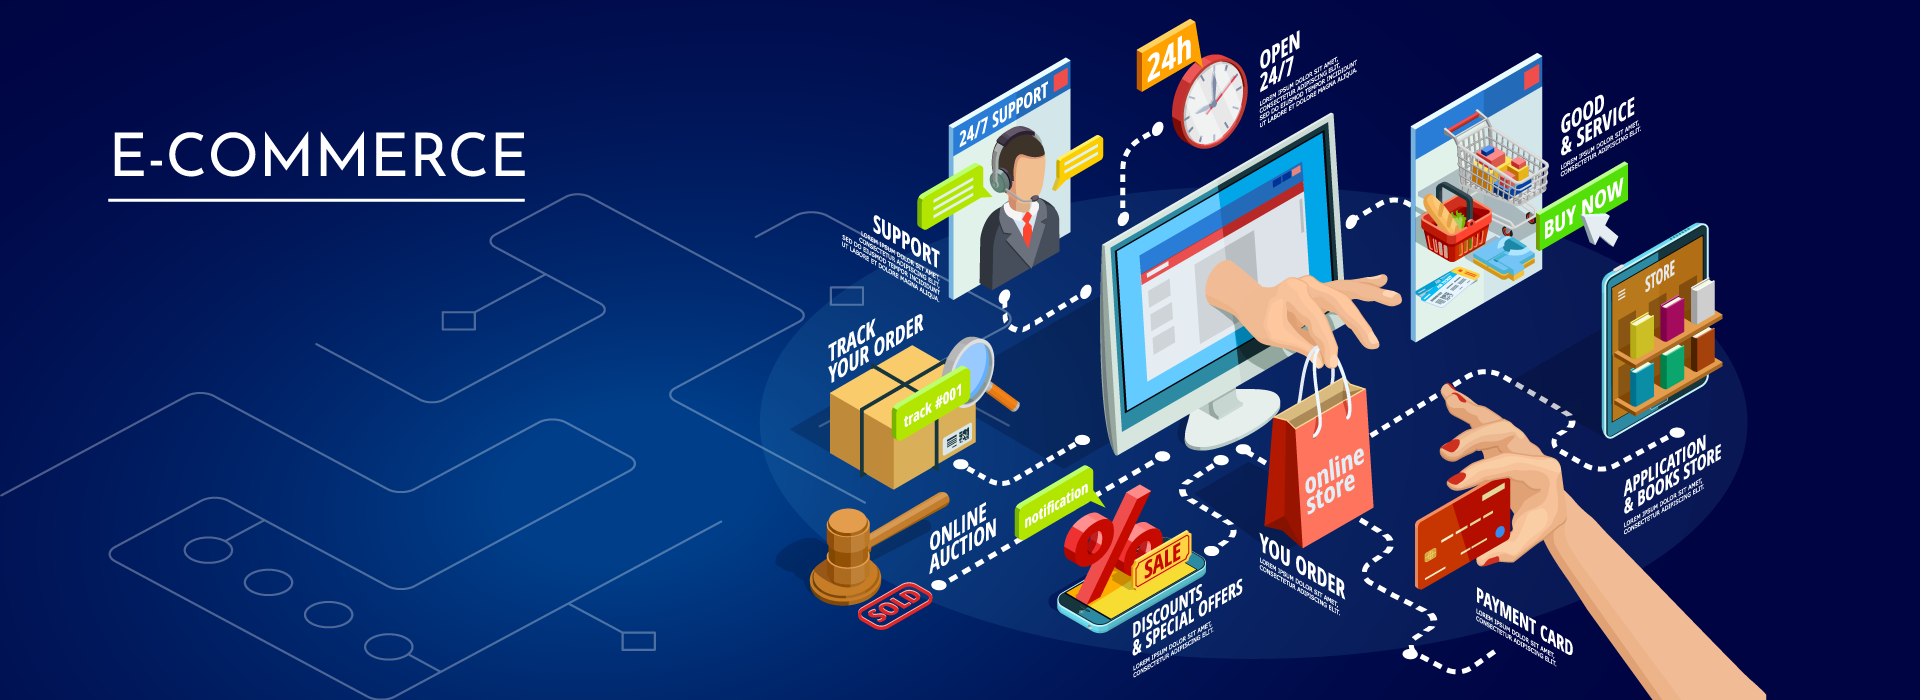 E-COMMERCE
24h
OPEN
24/7
LOREM IPSUM DOLOR SIT AMET,
CONSECTETUR ADIPISCING ELIT,
SED DO EIUSMOD TEMPOR INCIDIDUNT
UT LABORE ET DOLORE MAGNA ALIQUA.
24/7 SUPPORT
SUPPORT
LOREM IPSUM DOLOR SIT AMET,
CONSECTETUR ADIPISCING ELIT,
SED DO EIUSMOD TEMPOR INCIDIDUNT
UT LABORE ET DOLORE MAGNA ALIQUA.
GOOD
& SERVICE
LOREM IPSUM DOLOR SIT AMET,
CONSECTETUR ADIPISCING ELIT.
BUY NOW
STORE
APPLICATION
& BOOKS STORE
LOREM IPSUM DOLOR SIT AMET,
CONSECTETUR ADIPISCING ELIT.
TRACK
YOUR ORDER
track #001
ONLINE
AUCTION
SOLD
notification
%
SALE
DISCOUNTS
& SPECIAL OFFERS
LOREM IPSUM DOLOR SIT AMET,
CONSECTETUR ADIPISCING ELIT.
online
store
YOU ORDER
LOREM IPSUM DOLOR SIT AMET,
CONSECTETUR ADIPISCING ELIT.
PAYMENT CARD
LOREM IPSUM DOLOR SIT AMET,
CONSECTETUR ADIPISCING ELIT.